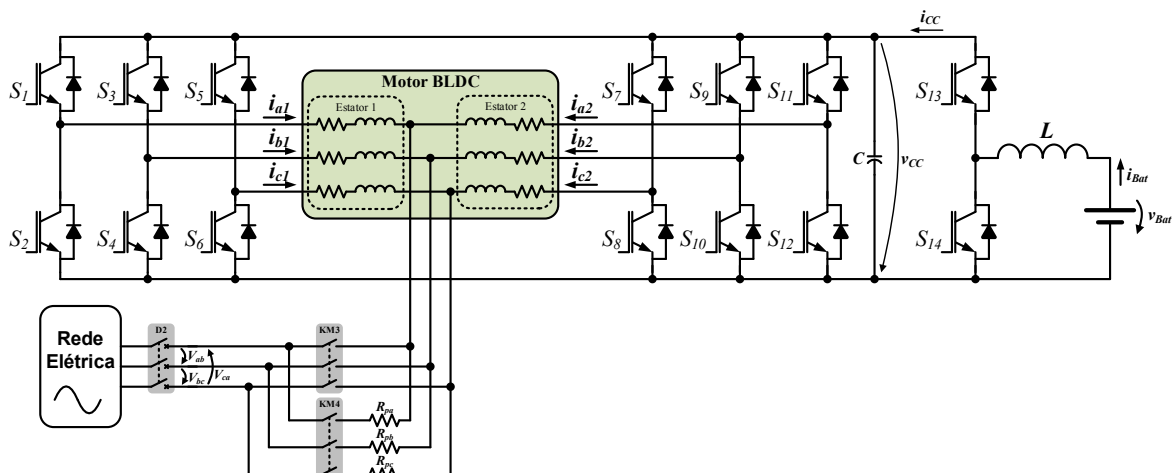 i_CC
S_1 S_3 S_5 Motor BLDC S_7 S_9 S_11 S_13
Estator 1 Estator 2
i_a1 i_a2
i_b1 i_b2
i_c1 i_c2
C v_CC L
i_Bat
v_Bat
S_2 S_4 S_6 S_8 S_10 S_12 S_14
D2 KM3
Rede
Elétrica
V_ab
V_bc V_ca
KM4
R_pa
R_pb
R_pc